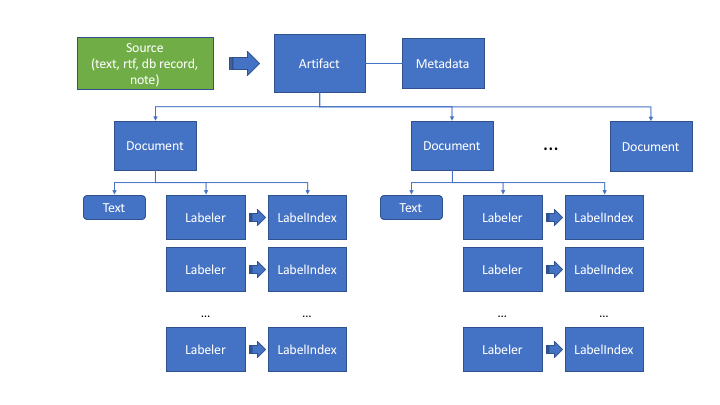 Source
(text, rtf, db record,
note)
Artifact
Metadata
Document
Document
...
Document
Text
Labeler
LabelIndex
Text
Labeler
LabelIndex
Labeler
LabelIndex
Labeler
LabelIndex
...
...
...
...
Labeler
LabelIndex
Labeler
LabelIndex